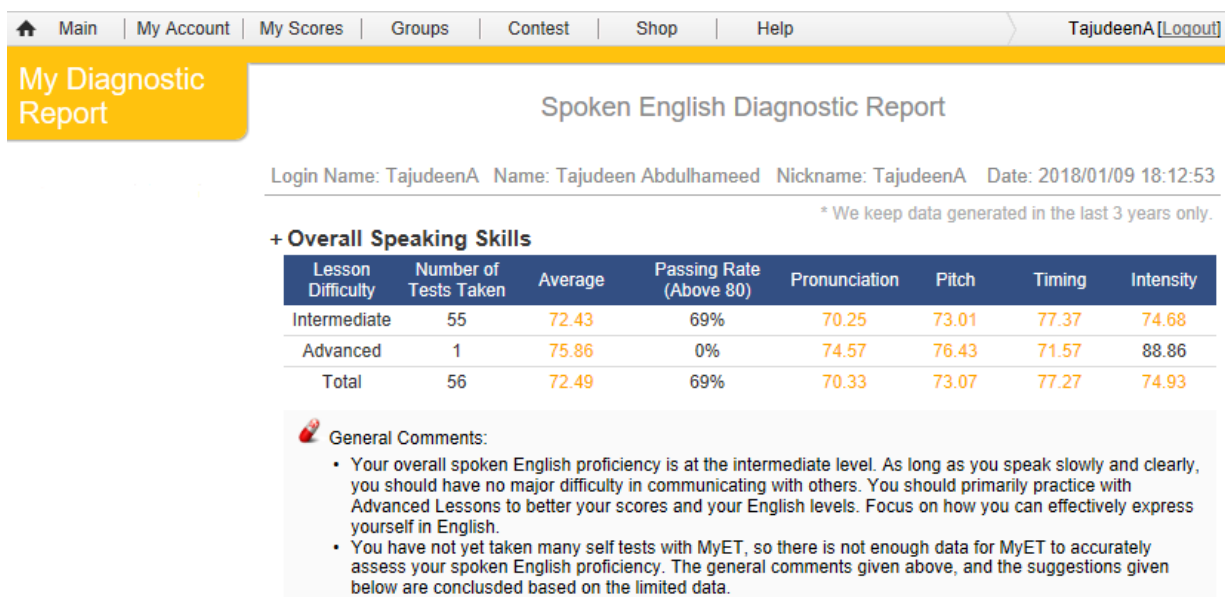 Main | My Account | My Scores | Groups | Contest | Shop | Help TajudeenA [Logout]
My Diagnostic
Report
Spoken English Diagnostic Report
Login Name: TajudeenA Name: Tajudeen Abdulhameed Nickname: TajudeenA Date: 2018/01/09 18:12:53
* We keep data generated in the last 3 years only.
+ Overall Speaking Skills
Lesson Difficulty Number of Tests Taken Average Passing Rate (Above 80) Pronunciation Pitch Timing Intensity
Intermediate 55 72.43 69% 70.25 73.01 77.37 74.68
Advanced 1 75.86 0% 74.57 76.43 71.57 88.86
Total 56 72.49 69% 70.33 73.07 77.27 74.93
General Comments:
• Your overall spoken English proficiency is at the intermediate level. As long as you speak slowly and clearly,
you should have no major difficulty in communicating with others. You should primarily practice with
Advanced Lessons to better your scores and your English levels. Focus on how you can effectively express
yourself in English.
• You have not yet taken many self tests with MyET, so there is not enough data for MyET to accurately
assess your spoken English proficiency. The general comments given above, and the suggestions given
below are conclusded based on the limited data.